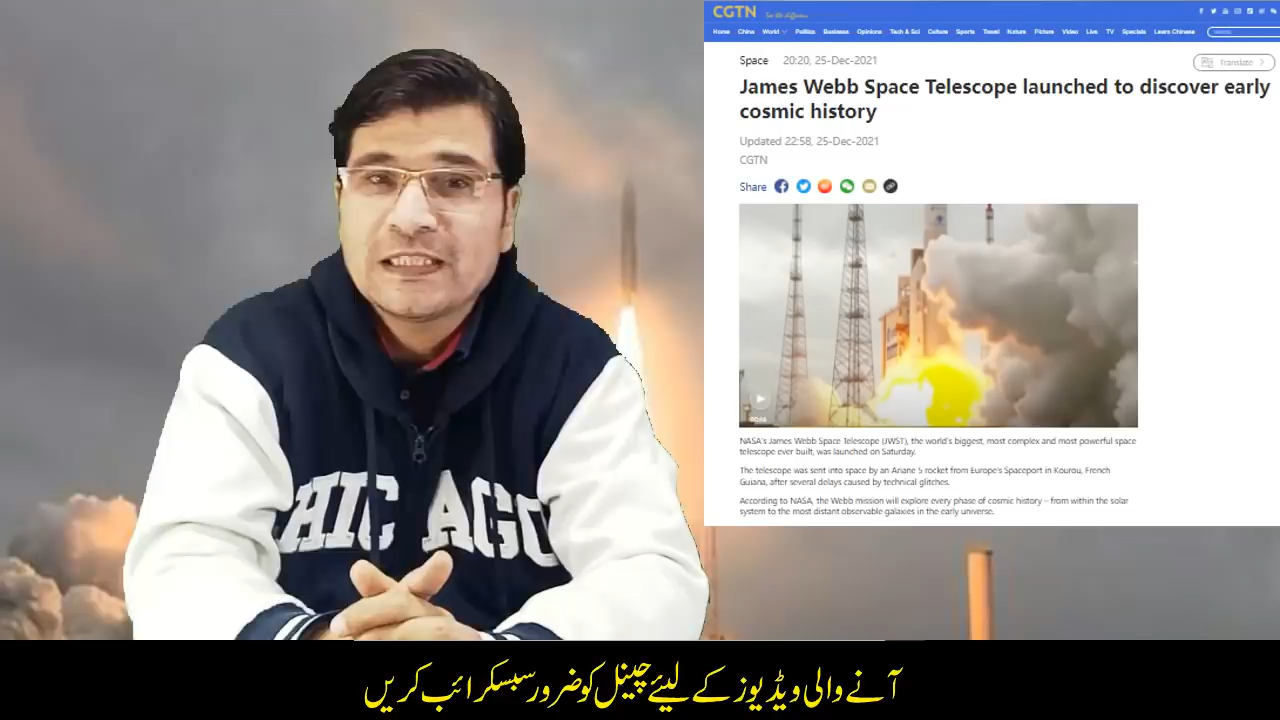 CGTN See the difference
Home China World Politics Business Opinions Tech & Sci Culture Sports Travel Nature Picture Video Live TV Specials Learn Chinese
Space 20:20, 25-Dec-2021
Translate
James Webb Space Telescope launched to discover early
cosmic history
Updated 22:58, 25-Dec-2021
CGTN
Share
NASA's James Webb Space Telescope (JWST), the world's biggest, most complex and most powerful space
telescope ever built, was launched on Saturday.
The telescope was sent into space by an Ariane 5 rocket from Europe's Spaceport in Kourou, French
Guiana, after several delays caused by technical glitches.
According to NASA, the Webb mission will explore every phase of cosmic history – from within the solar
system to the most distant observable galaxies in the early universe.
HIC AGO
آنے والی ویڈیوز کے لیئے چینل کو ضرور سبسکرائب کریں